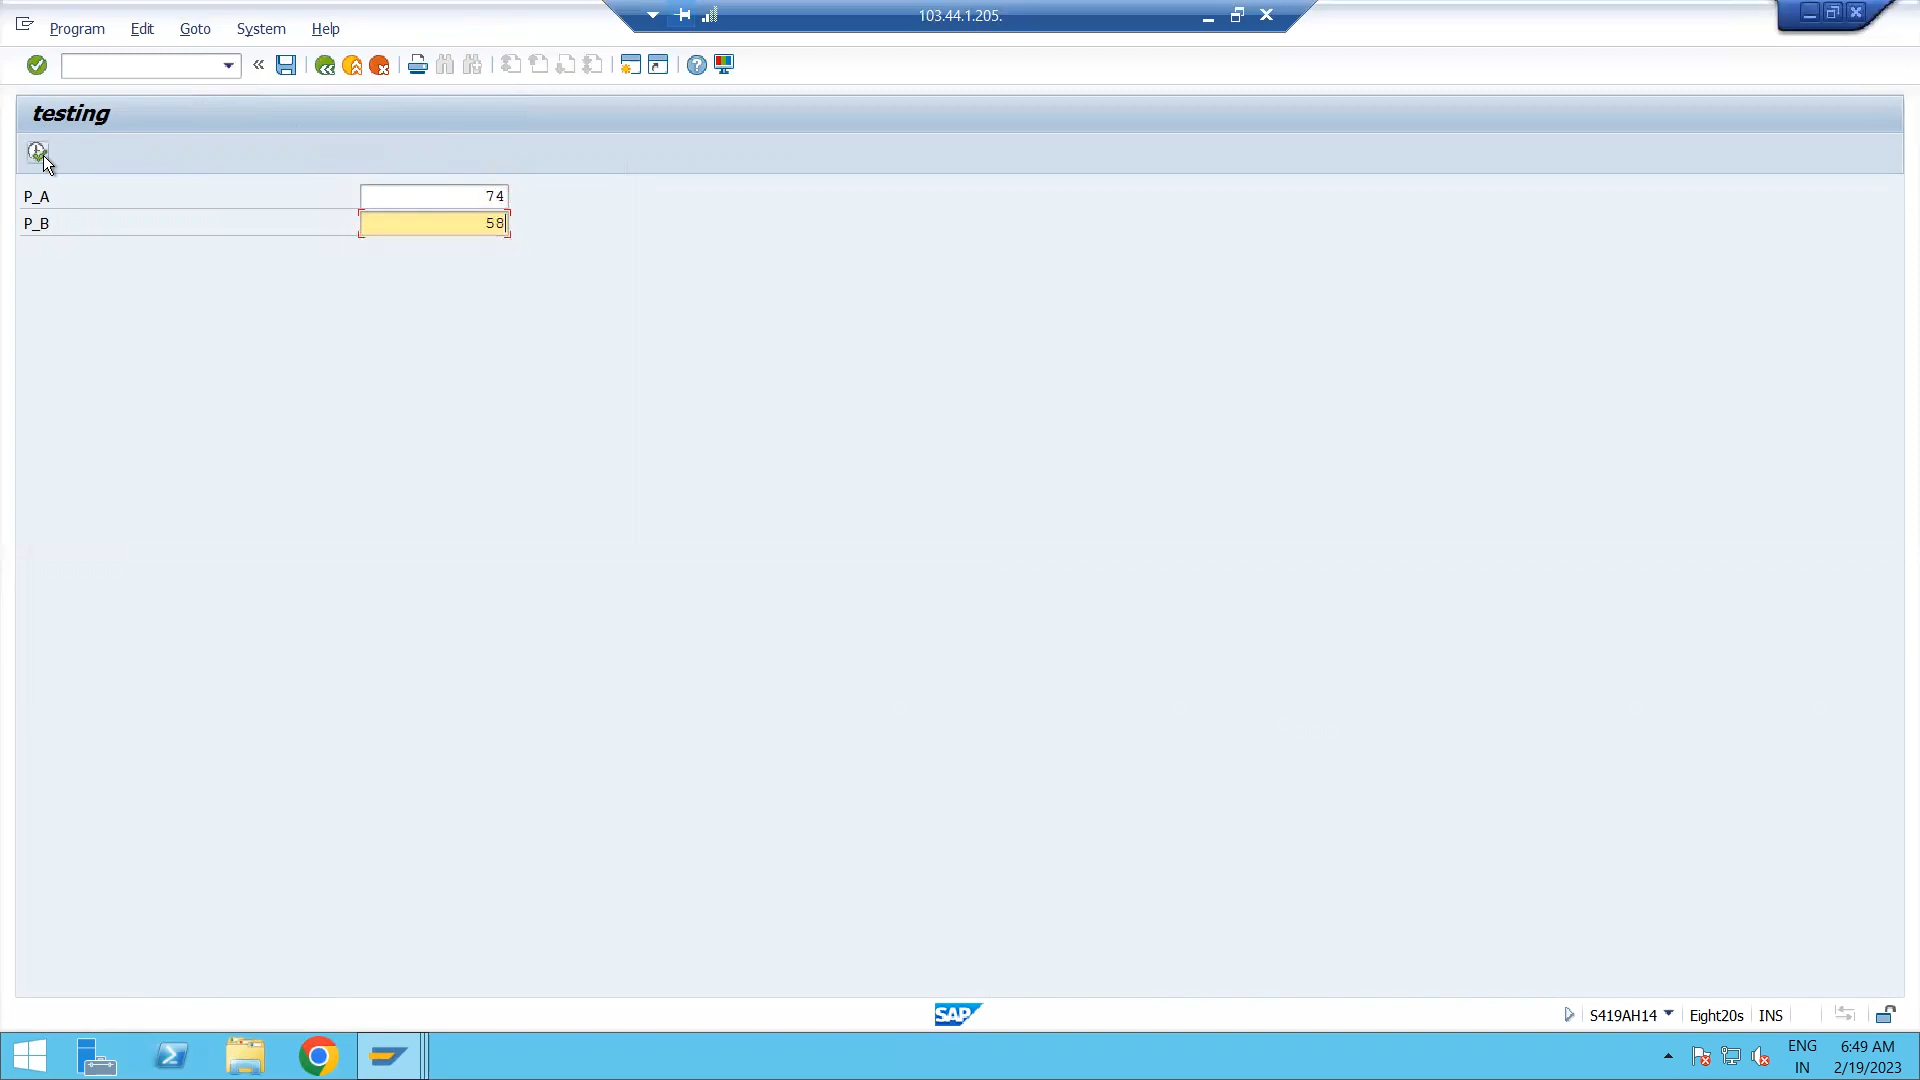 103.44.1.205.
Program Edit Goto System Help
testing
P_A 74
P_B 58
SAP
S419AH14 Eight20s INS
ENG 6:49 AM
IN 2/19/2023